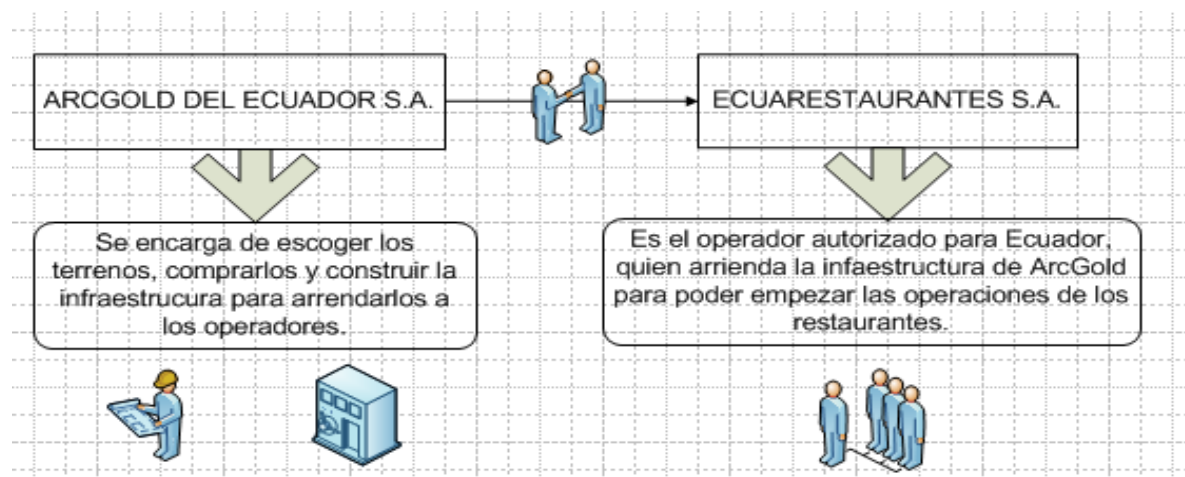 ARCGOLD DEL ECUADOR S.A.
ECUARESTAURANTES S.A.
Se encarga de escoger los
terrenos, comprarlos y construir la
infraestrucura para arrendarlos a
los operadores.
Es el operador autorizado para Ecuador,
quien arrienda la infaestructura de ArcGold
para poder empezar las operaciones de los
restaurantes.